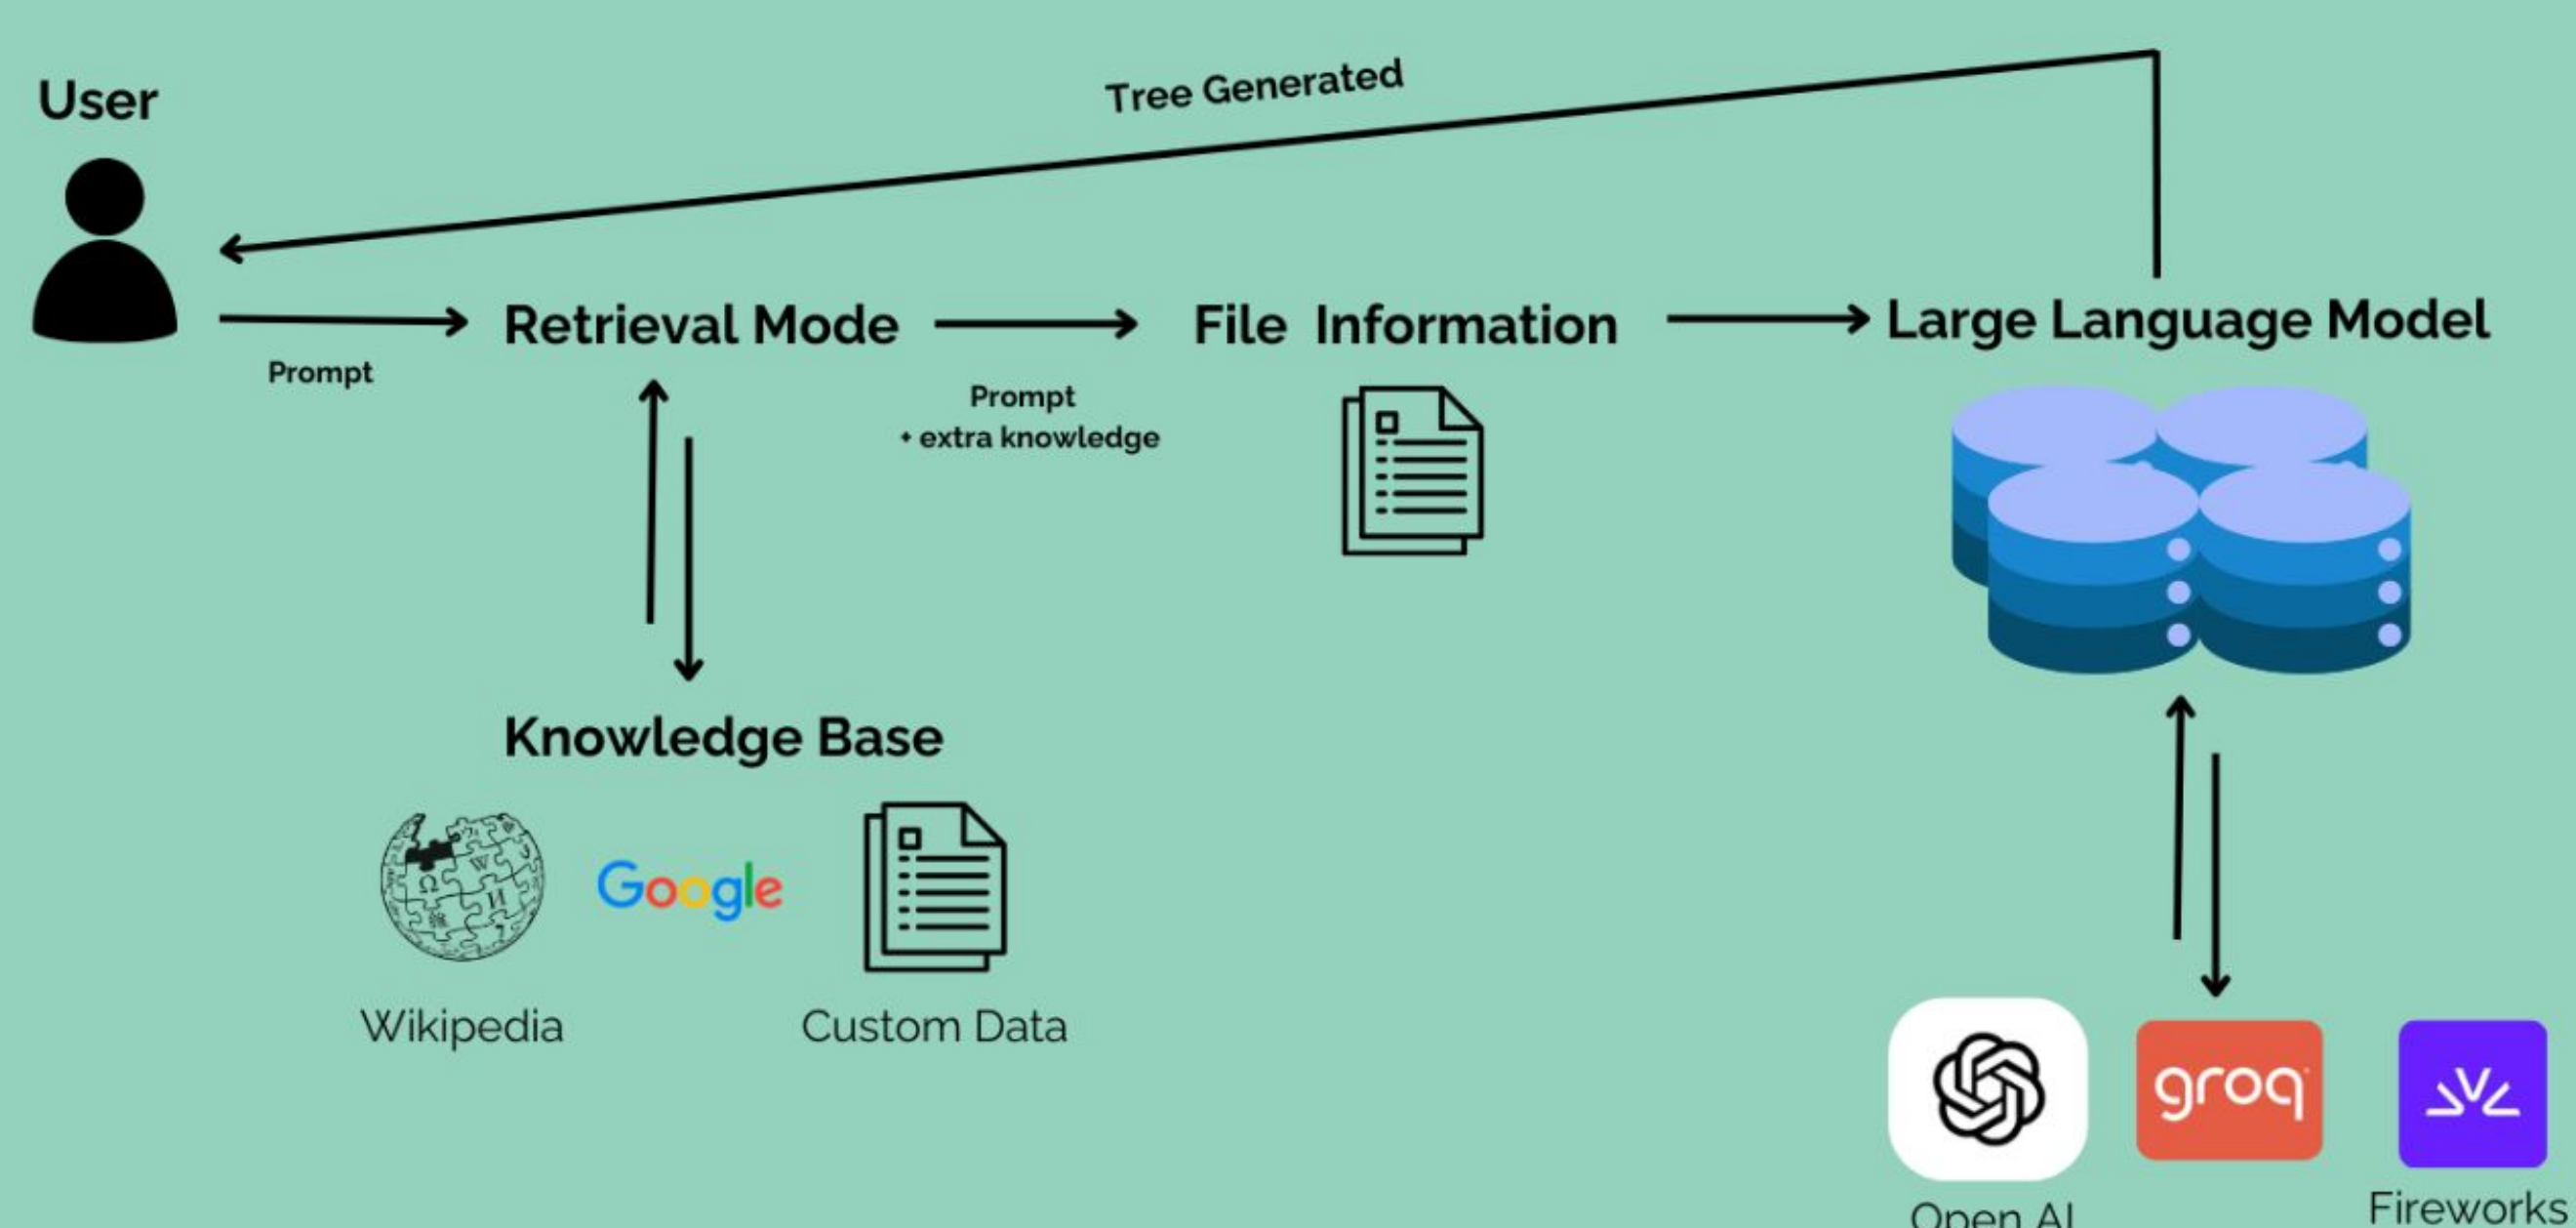 Tree Generated
User
Retrieval Mode
File Information
Large Language Model
Prompt
Prompt
+ extra knowledge
Knowledge Base
Google
Wikipedia
Custom Data
groq
Open AI
Fireworks